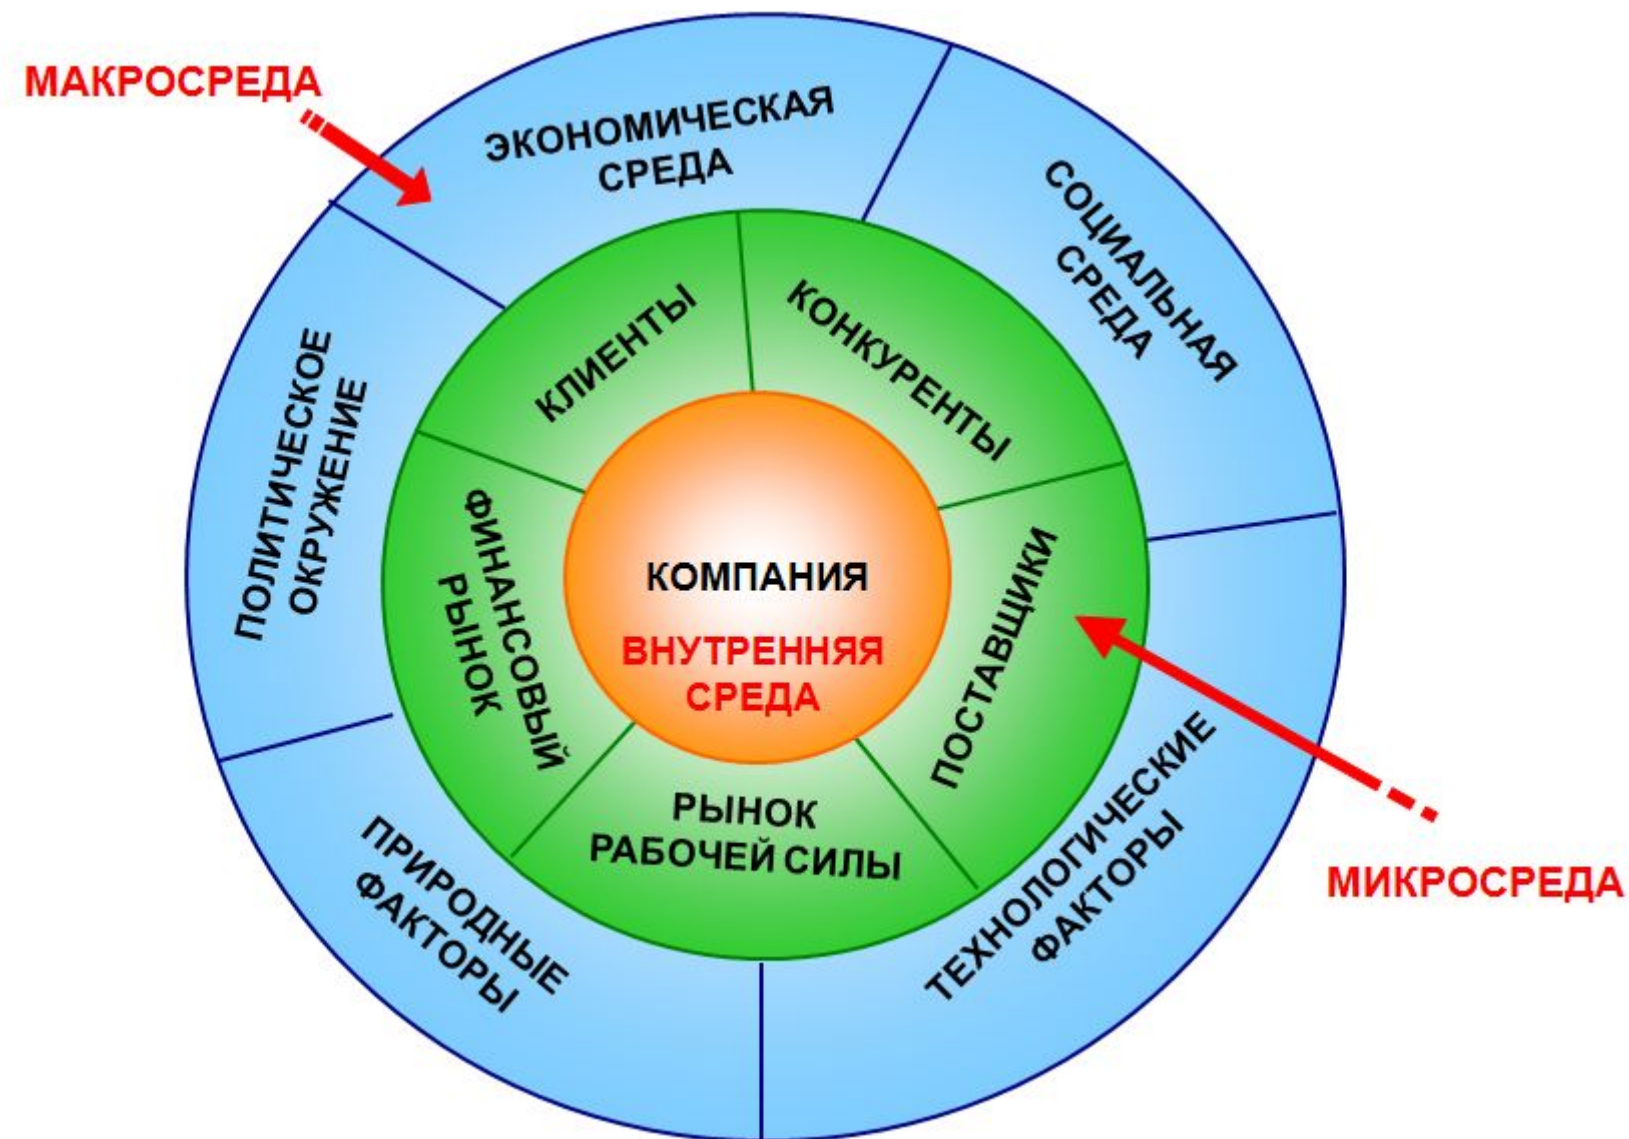 МАКРОСРЕДА
ЭКОНОМИЧЕСКАЯ
СРЕДА
СОЦИАЛЬНАЯ
СРЕДА
ПОЛИТИЧЕСКОЕ
ОКРУЖЕНИЕ
КЛИЕНТЫ
КОНКУРЕНТЫ
ФИНАНСОВЫЙ
РЫНОК
КОМПАНИЯ
ВНУТРЕННЯЯ
СРЕДА
ПОСТАВЩИКИ
РЫНОК
РАБОЧЕЙ СИЛЫ
ПРИРОДНЫЕ
ФАКТОРЫ
ТЕХНОЛОГИЧЕСКИЕ
ФАКТОРЫ
МИКРОСРЕДА